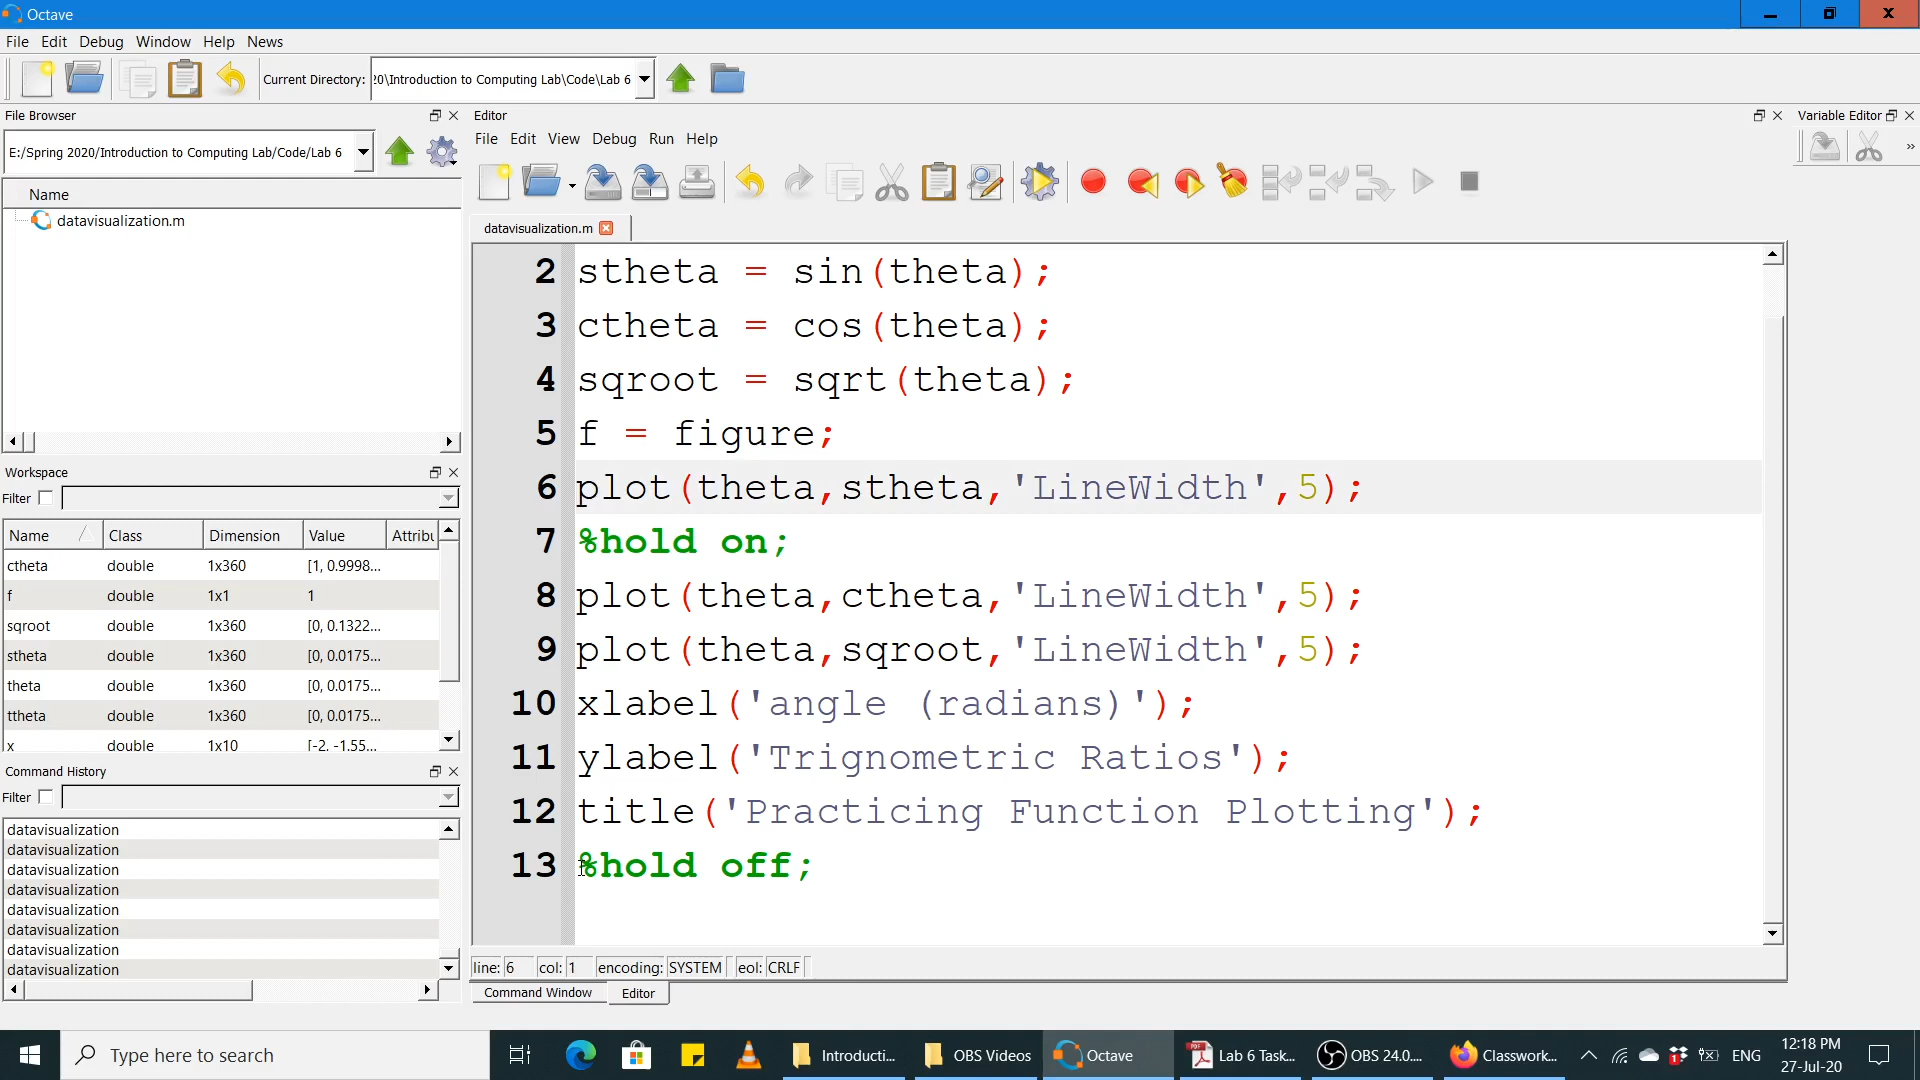 Octave
File Edit Debug Window Help News
Current Directory: 20\Introduction to Computing Lab\Code\Lab 6
File Browser
E:/Spring 2020/Introduction to Computing Lab/Code/Lab 6
Name
datavisualization.m
Workspace
Filter
Name Class Dimension Value Attribu
ctheta double 1x360 [1, 0.9998...
f double 1x1 1
sqroot double 1x360 [0, 0.1322...
stheta double 1x360 [0, 0.0175...
theta double 1x360 [0, 0.0175...
ttheta double 1x360 [0, 0.0175...
x double 1x10 [-2, -1.55...
Command History
Filter
datavisualization
datavisualization
datavisualization
datavisualization
datavisualization
datavisualization
datavisualization
datavisualization
Editor
File Edit View Debug Run Help
datavisualization.m
2 stheta = sin(theta);
3 ctheta = cos(theta);
4 sqroot = sqrt(theta);
5 f = figure;
6 plot(theta,stheta,'LineWidth',5);
7 %hold on;
8 plot(theta,ctheta,'LineWidth',5);
9 plot(theta,sqroot,'LineWidth',5);
10 xlabel('angle (radians)');
11 ylabel('Trignometric Ratios');
12 title('Practicing Function Plotting');
13 %hold off;
line: 6 col: 1 encoding: SYSTEM eol: CRLF
Command Window Editor
Variable Editor
Type here to search
Introducti... OBS Videos Octave Lab 6 Task... OBS 24.0.... Classwork...
ENG
12:18 PM
27-Jul-20